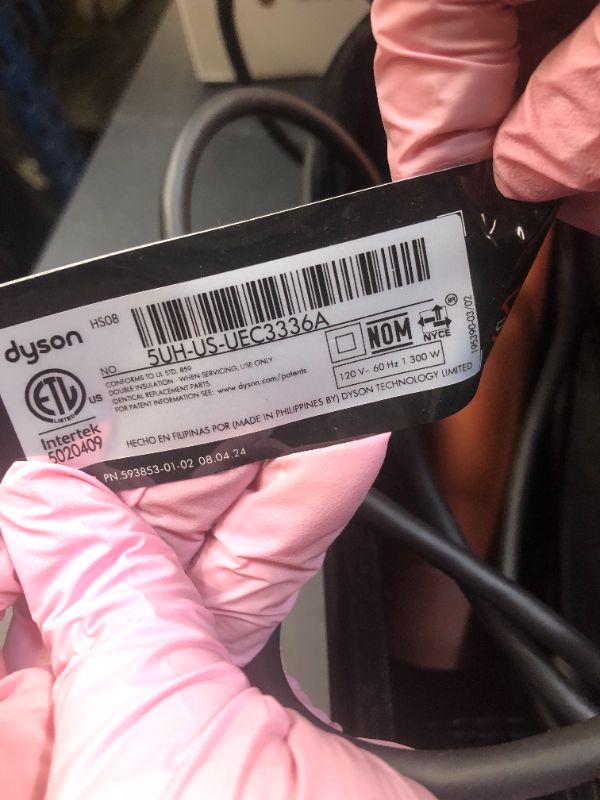 dyson
HS08
NO 5UH-US-UEC3336A
CONFORMS TO UL STD. 859
DOUBLE INSULATION - WHEN SERVICING, USE ONLY
IDENTICAL REPLACEMENT PARTS.
FOR PATENT INFORMATION SEE: www.dyson.com/patents
ETL
LISTED
US
Intertek
5020409
NOM
NYCE
MR
120 V~ 60 Hz 1 300 W
195390-03/02
HECHO EN FILIPINAS POR (MADE IN PHILIPPINES BY) DYSON TECHNOLOGY LIMITED
PN.593853-01-02 08.04.24